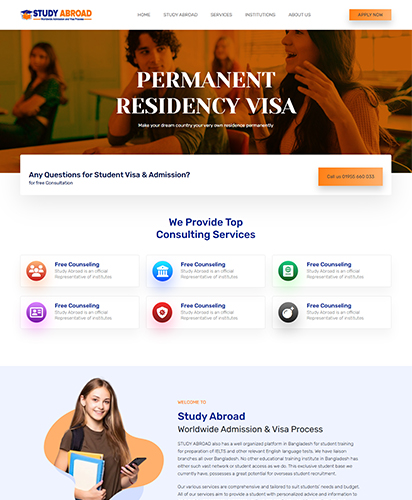 STUDY ABROAD
Worldwide Admission and Visa Process
HOME STUDY ABROAD SERVICES INSTITUTIONS ABOUT US APPLY NOW
PERMANENT
RESIDENCY VISA
Make your dream country your very own residence permanently
Any Questions for Student Visa & Admission?
for free Consultation
Call us 01955 660 033
We Provide Top
Consulting Services
Free Counseling
Study Abroad is an official
Representative of institutes
Free Counseling
Study Abroad is an official
Representative of institutes
Free Counseling
Study Abroad is an official
Representative of institutes
Free Counseling
Study Abroad is an official
Representative of institutes
Free Counseling
Study Abroad is an official
Representative of institutes
Free Counseling
Study Abroad is an official
Representative of institutes
WELCOME TO
Study Abroad
Worldwide Admission & Visa Process
STUDY ABROAD also has a well organized platform in Bangladesh for student training
for preparation of IELTS and other relevant English language tests. We have liaison
branches all over Bangladesh. No other educational training institute in Bangladesh has
either such vast network or student access as we do. This exclusive student base we
currently have, possesses a great potential for overseas student recruitment.
Our various services are comprehensive and tailored to suit students' needs and budget.
All of our services aim to provide a student with personalized advice and information to